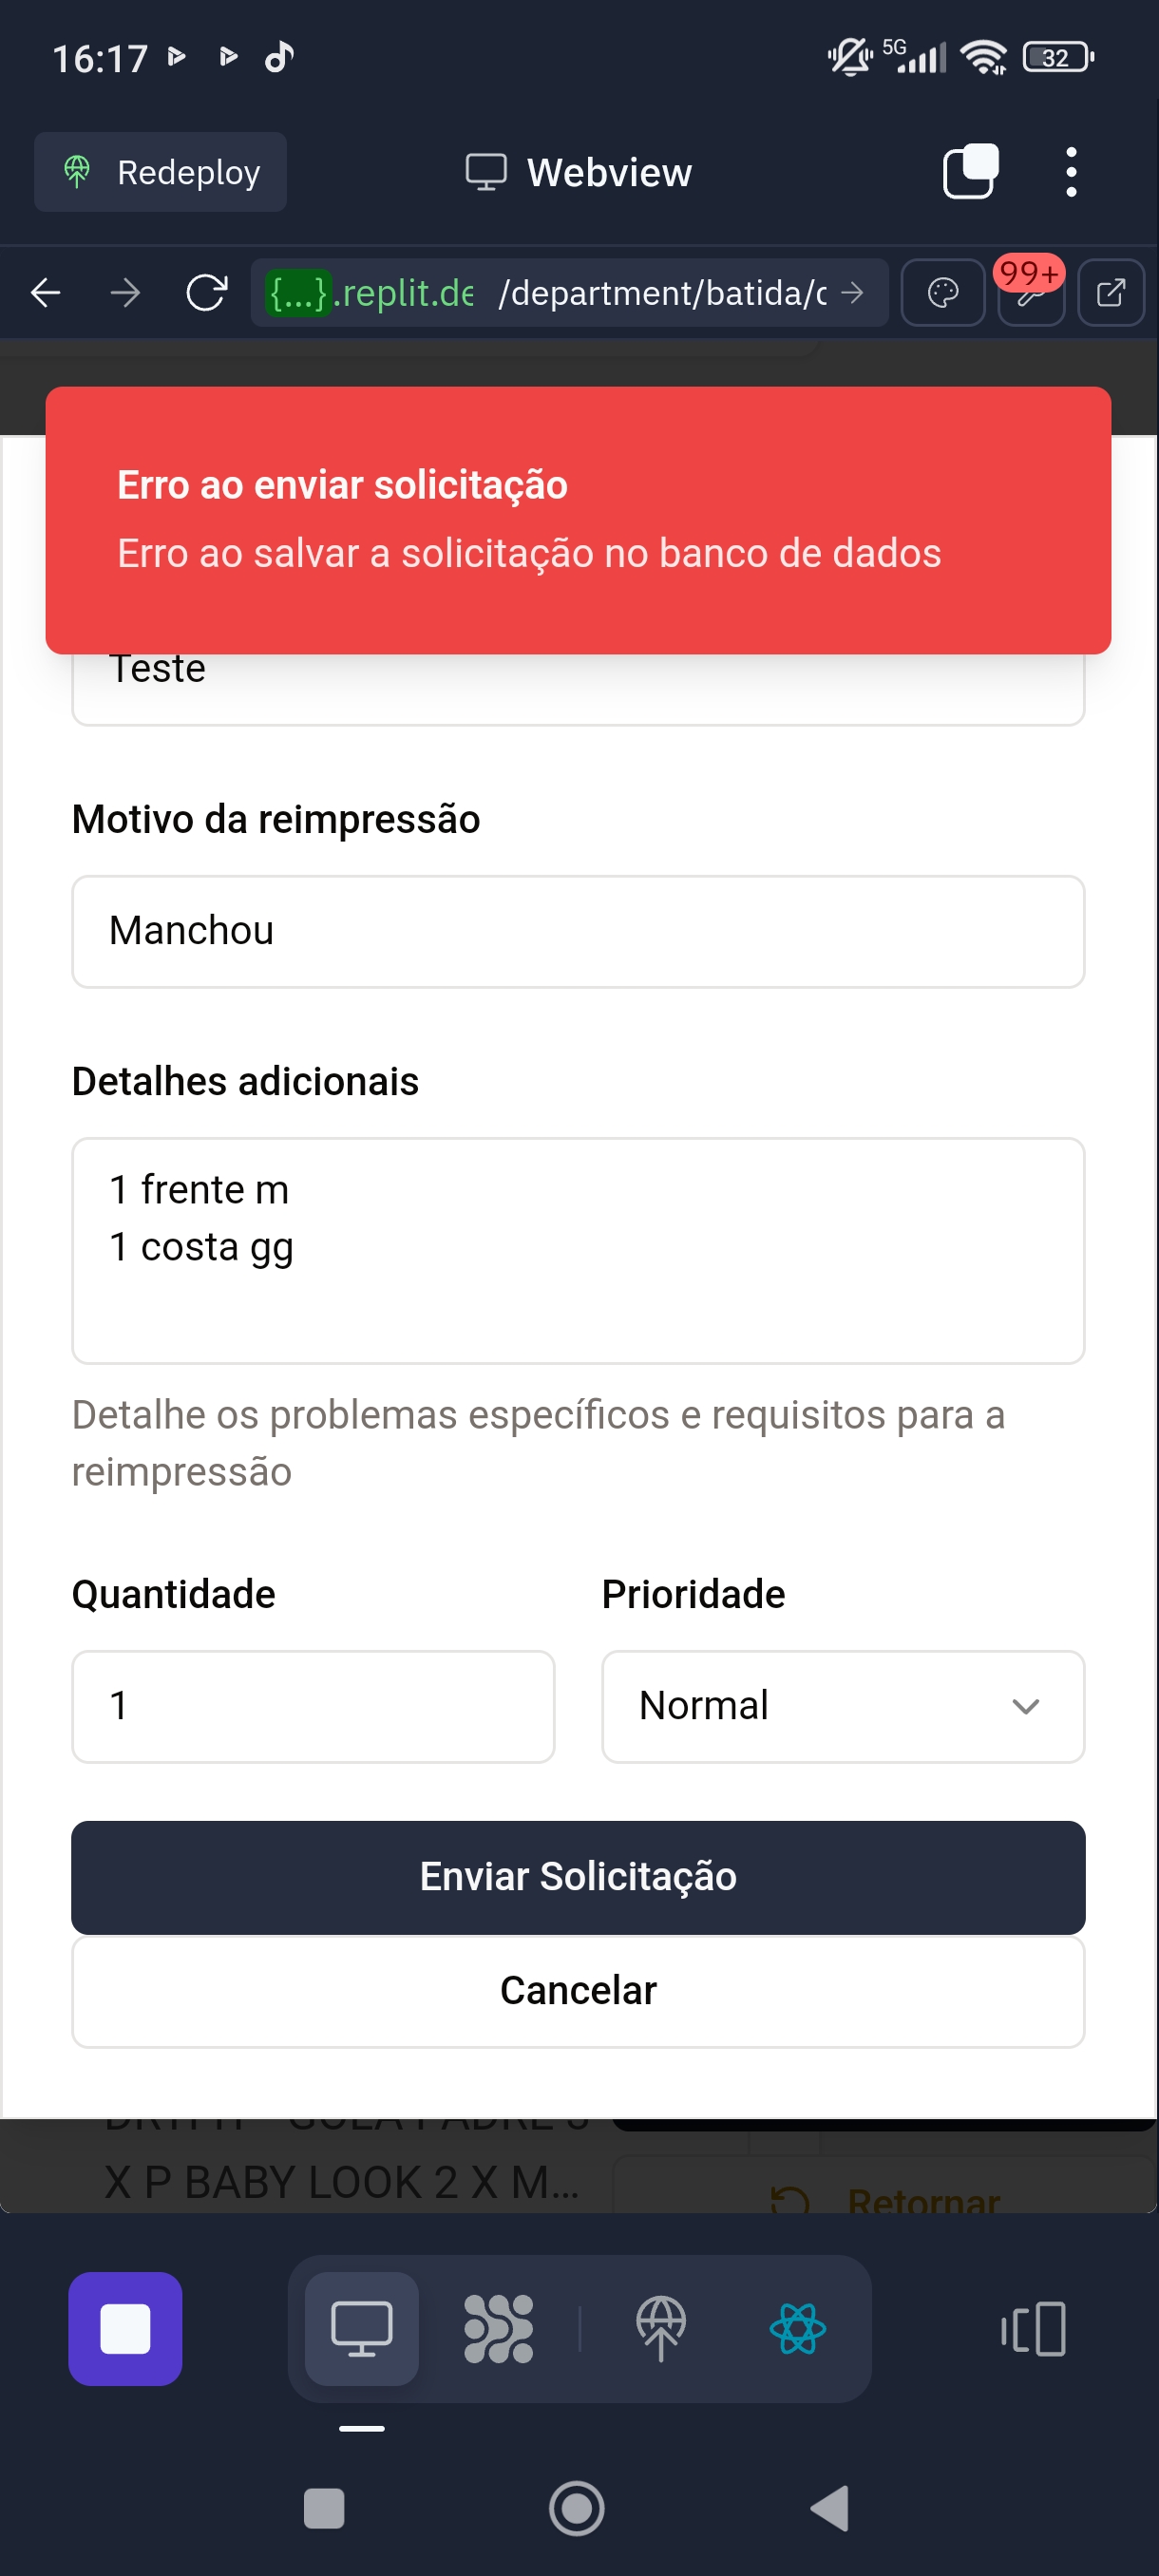 16:17
5G
32
Redeploy
Webview
{...}.replit.de
/department/batida/c
99+
Erro ao enviar solicitação
Erro ao salvar a solicitação no banco de dados
Teste
Motivo da reimpressão
Manchou
Detalhes adicionais
1 frente m
1 costa gg
Detalhe os problemas específicos e requisitos para a
reimpressão
Quantidade
Prioridade
1
Normal
Enviar Solicitação
Cancelar
X P BABY LOOK 2 X M...
Retornar